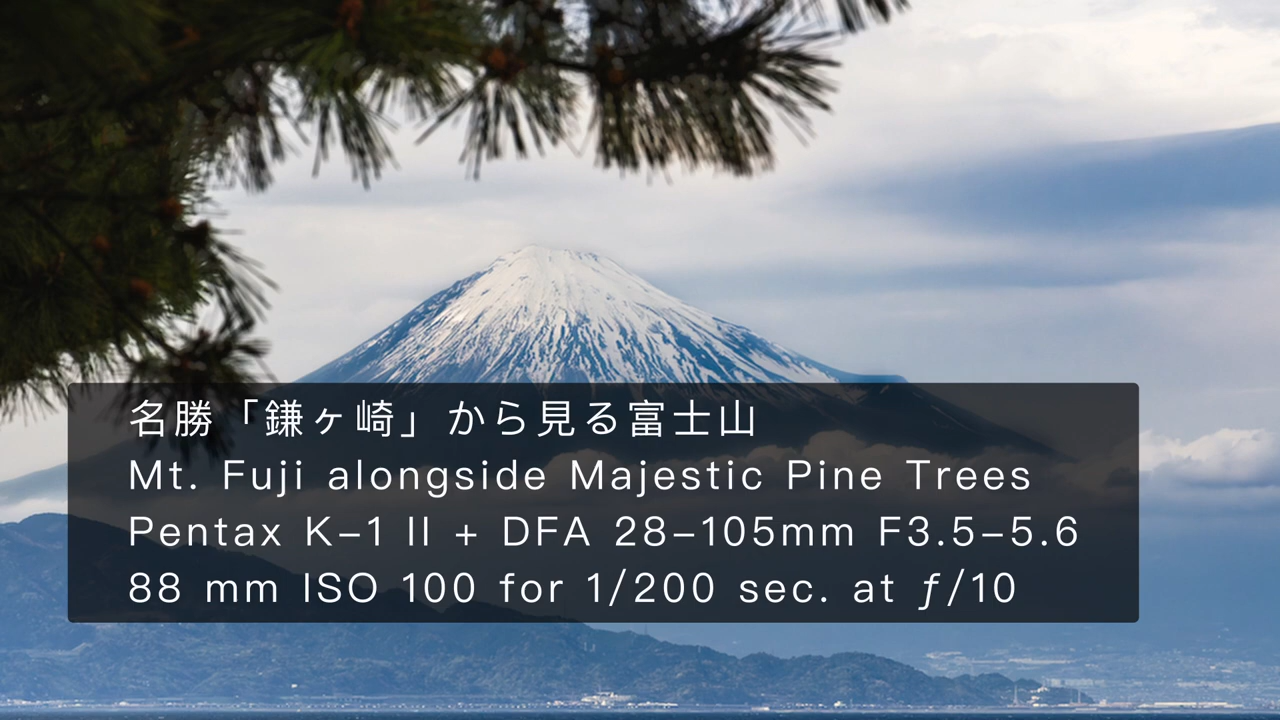 名勝「鎌ヶ崎」から見る富士山
Mt. Fuji alongside Majestic Pine Trees
Pentax K–1 II + DFA 28–105mm F3.5–5.6
88 mm ISO 100 for 1/200 sec. at ƒ/10